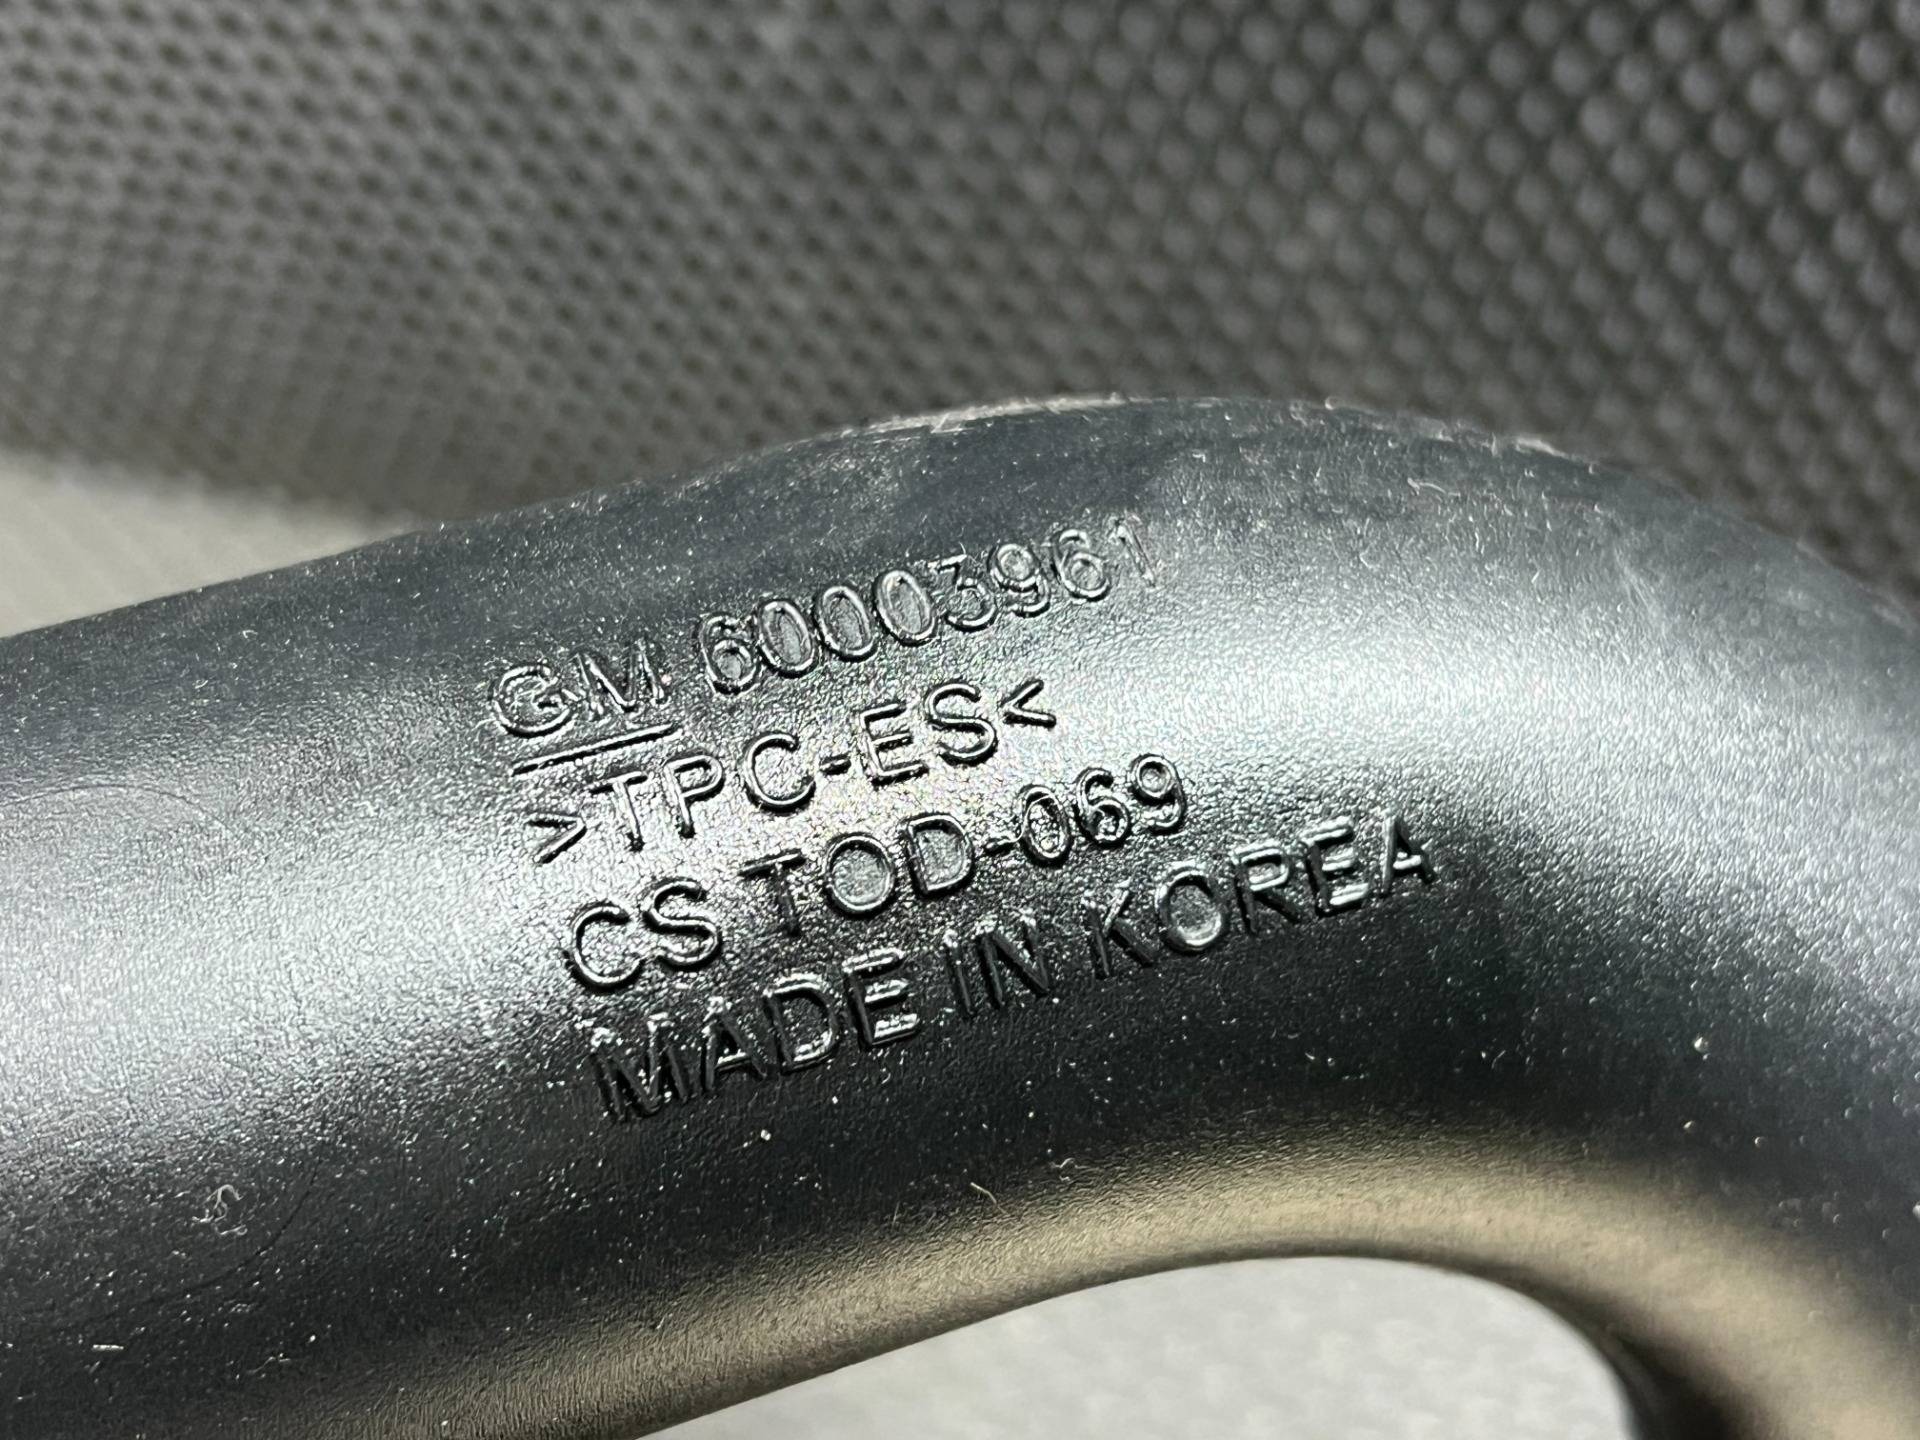 GM 60003961
>TPC-ES<
CS TOD-069
MADE IN KOREA